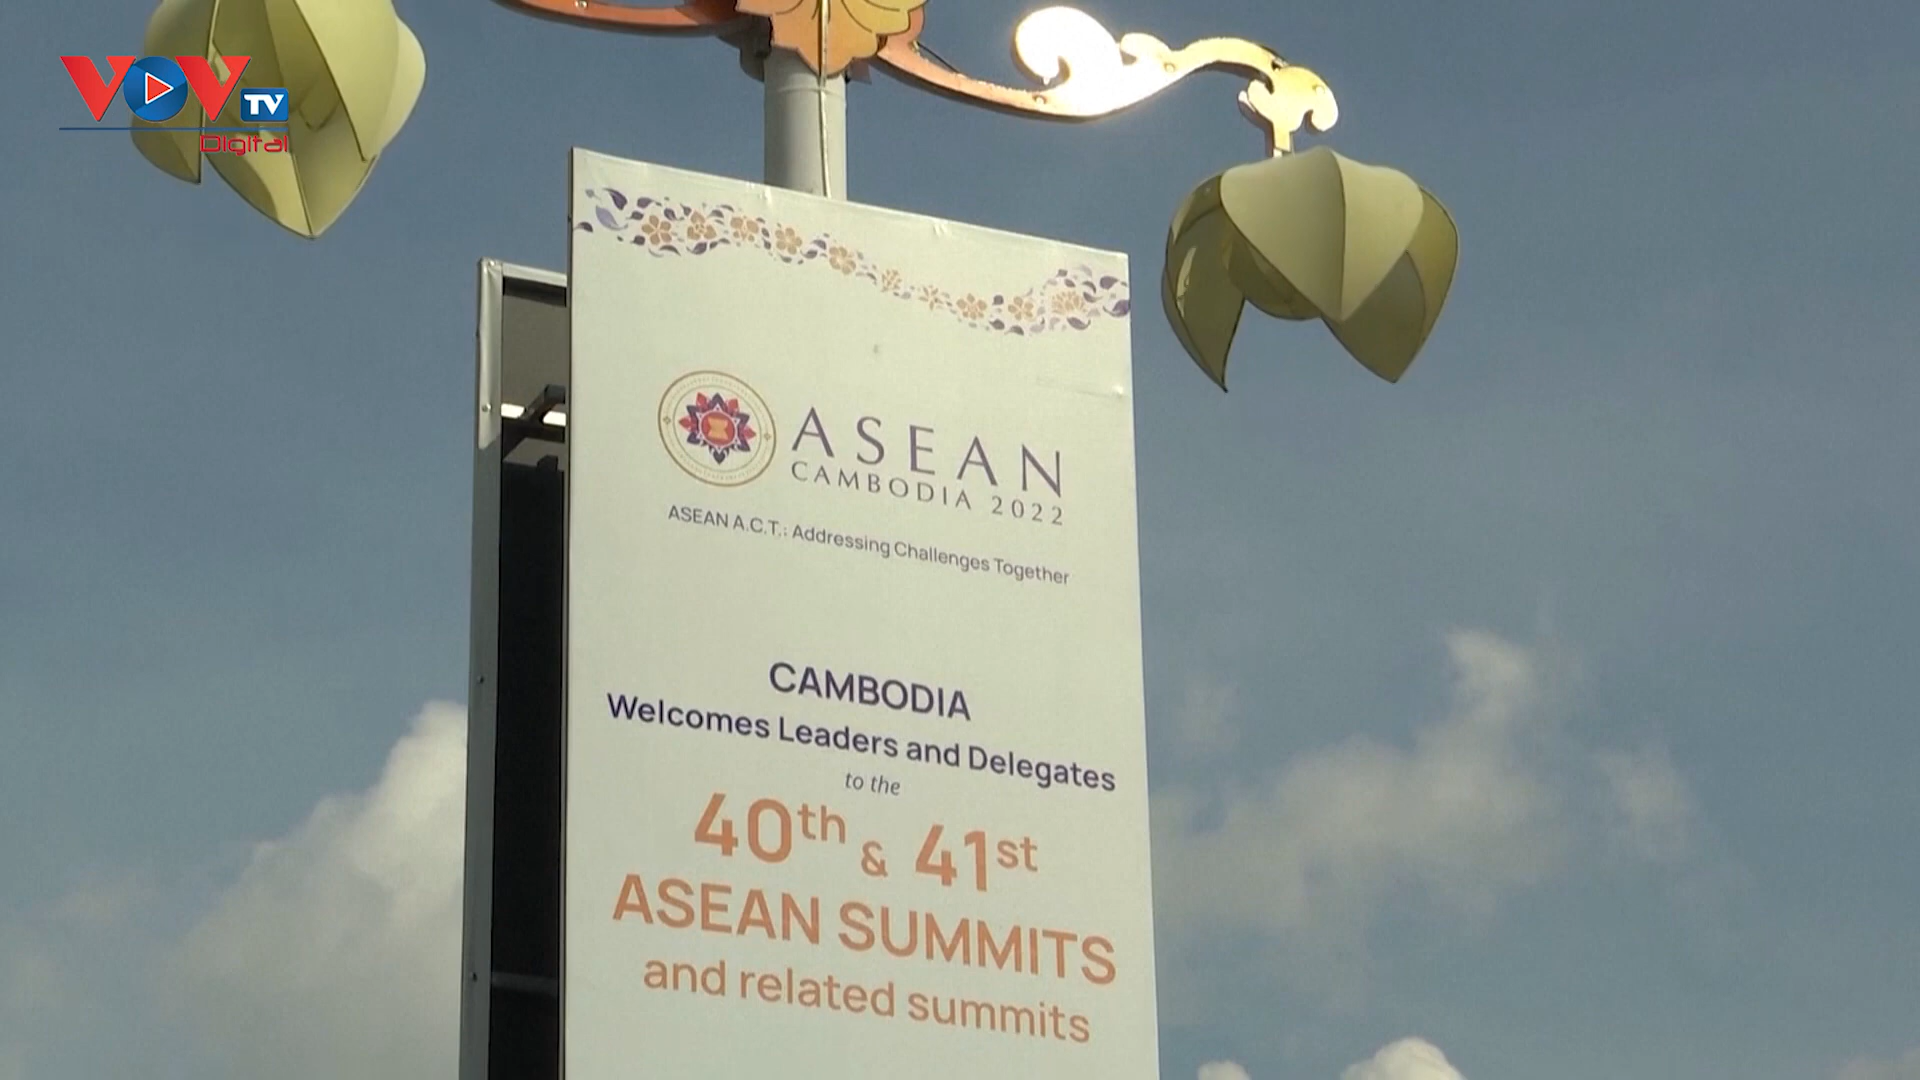 VOV TV
Digital
ASEAN
CAMBODIA 2022
ASEAN A.C.T.: Addressing Challenges Together
CAMBODIA
Welcomes Leaders and Delegates
to the
40th & 41st
ASEAN SUMMITS
and related summits